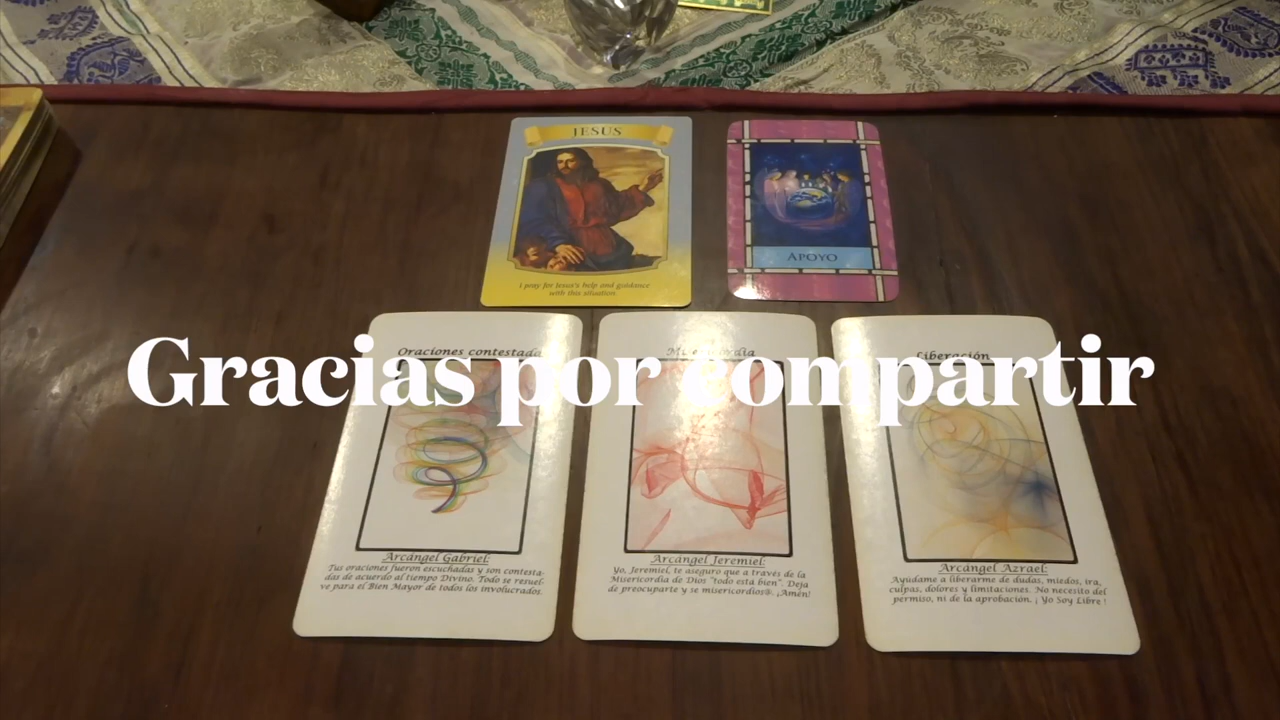 JESUS
I pray for Jesus's help and guidance
with this situation.
APOYO
Gracias por compartir
Oraciones contestada
Misericordia
Liberación
Arcángel Gabriel:
Tus oraciones fueron escuchadas y son contesta-
das de acuerdo al tiempo Divino. Todo se resuel-
ve para el Bien Mayor de todos los involucrados.
Arcángel Jeremiel:
Yo, Jeremiel, te aseguro que a través de la
Misericordia de Dios "todo está bien". Deja
de preocuparte y se misericordios@. ¡Amén!
Arcángel Azrael:
Ayúdame a liberarme de dudas, miedos, ira,
culpas, dolores y limitaciones. No necesito del
permiso, ni de la aprobación. ¡ Yo Soy Libre !